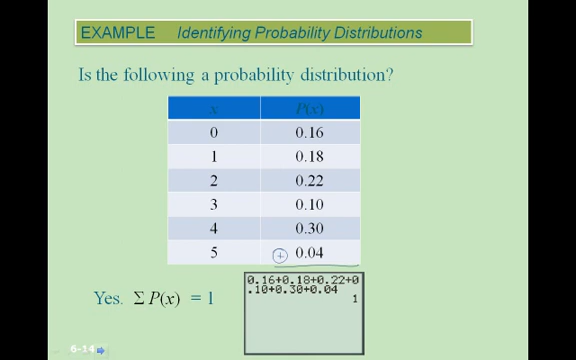 EXAMPLE Identifying Probability Distributions
Is the following a probability distribution?
x P(x)
0 0.16
1 0.18
2 0.22
3 0.10
4 0.30
5 + 0.04
Yes. Σ P(x) = 1
0.16+0.18+0.22+0
.10+0.30+0.04
1
6-14